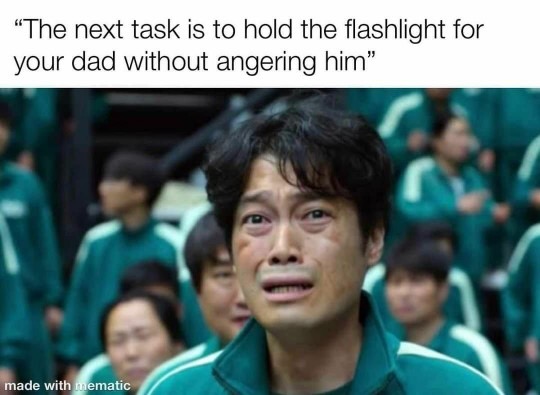 “The next task is to hold the flashlight for
your dad without angering him”
made with mematic